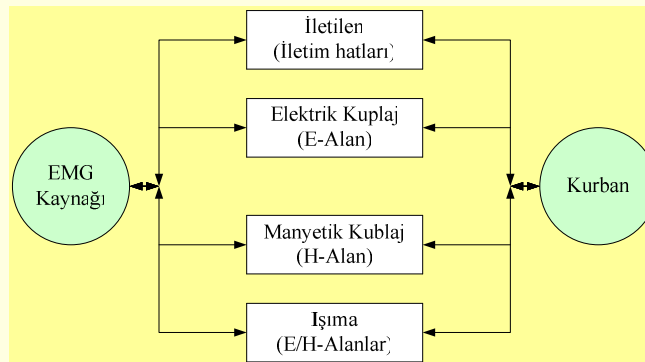 İletilen
(İletim hatları)
Elektrik Kuplaj
(E-Alan)
EMG
Kaynağı
Kurban
Manyetik Kublaj
(H-Alan)
Işıma
(E/H-Alanlar)